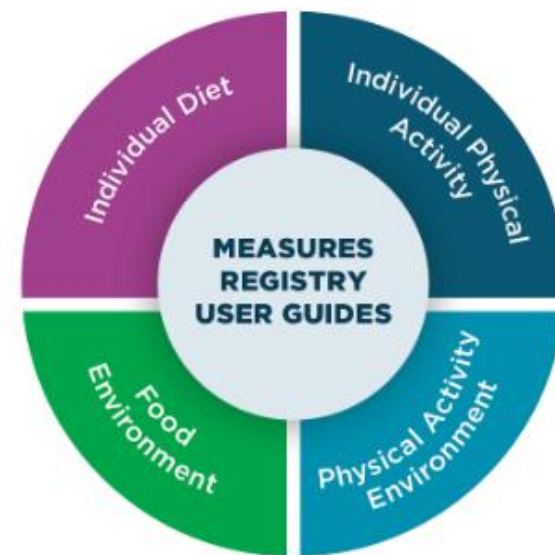 Individual Diet
Individual Physical
Activity
MEASURES
REGISTRY
USER GUIDES
Food
Environment
Physical Activity
Environment